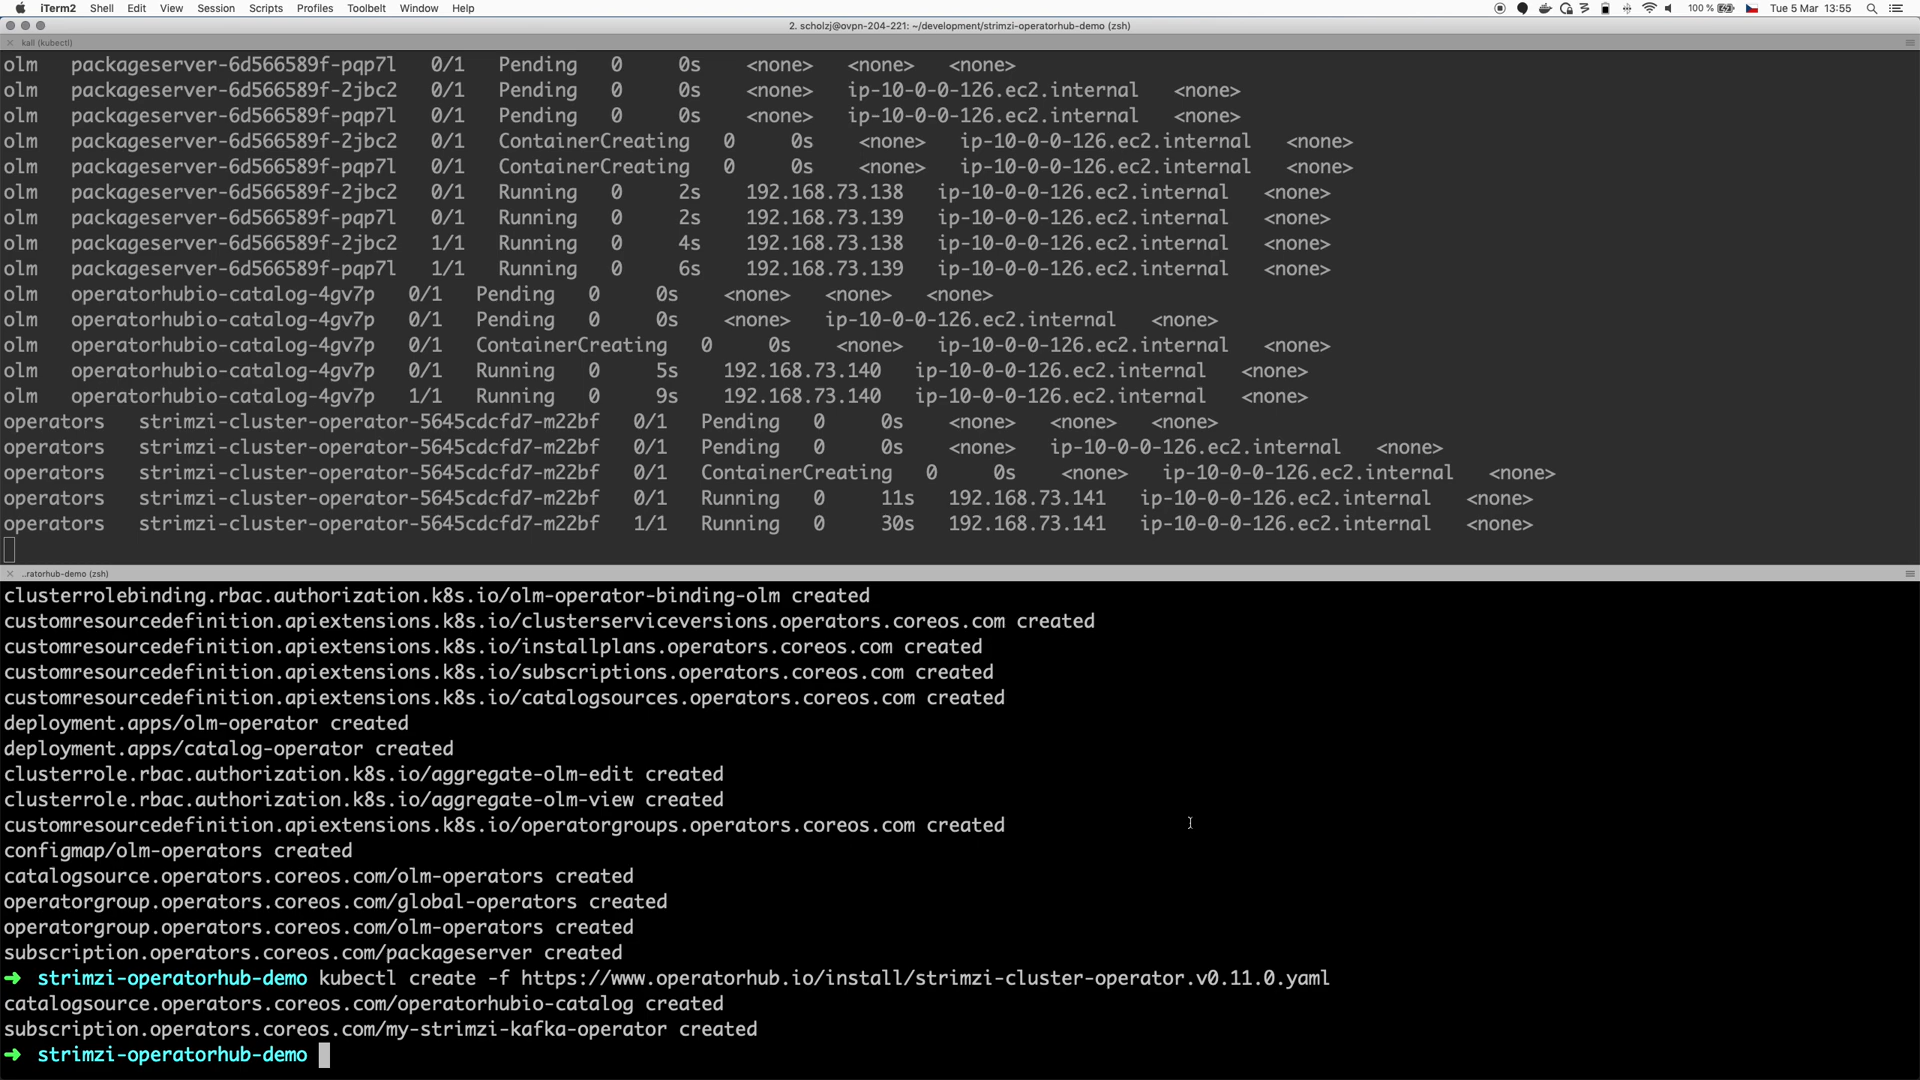 iTerm2 Shell Edit View Session Scripts Profiles Toolbelt Window Help 100 % Tue 5 Mar 13:55
2. scholzj@ovpn-204-221: ~/development/strimzi-operatorhub-demo (zsh)
kall (kubectl)
olm packageserver-6d566589f-pqp7l 0/1 Pending 0 0s <none> <none> <none>
olm packageserver-6d566589f-2jbc2 0/1 Pending 0 0s <none> ip-10-0-0-126.ec2.internal <none>
olm packageserver-6d566589f-pqp7l 0/1 Pending 0 0s <none> ip-10-0-0-126.ec2.internal <none>
olm packageserver-6d566589f-2jbc2 0/1 ContainerCreating 0 0s <none> ip-10-0-0-126.ec2.internal <none>
olm packageserver-6d566589f-pqp7l 0/1 ContainerCreating 0 0s <none> ip-10-0-0-126.ec2.internal <none>
olm packageserver-6d566589f-2jbc2 0/1 Running 0 2s 192.168.73.138 ip-10-0-0-126.ec2.internal <none>
olm packageserver-6d566589f-pqp7l 0/1 Running 0 2s 192.168.73.139 ip-10-0-0-126.ec2.internal <none>
olm packageserver-6d566589f-2jbc2 1/1 Running 0 4s 192.168.73.138 ip-10-0-0-126.ec2.internal <none>
olm packageserver-6d566589f-pqp7l 1/1 Running 0 6s 192.168.73.139 ip-10-0-0-126.ec2.internal <none>
olm operatorhubio-catalog-4gv7p 0/1 Pending 0 0s <none> <none> <none>
olm operatorhubio-catalog-4gv7p 0/1 Pending 0 0s <none> ip-10-0-0-126.ec2.internal <none>
olm operatorhubio-catalog-4gv7p 0/1 ContainerCreating 0 0s <none> ip-10-0-0-126.ec2.internal <none>
olm operatorhubio-catalog-4gv7p 0/1 Running 0 5s 192.168.73.140 ip-10-0-0-126.ec2.internal <none>
olm operatorhubio-catalog-4gv7p 1/1 Running 0 9s 192.168.73.140 ip-10-0-0-126.ec2.internal <none>
operators strimzi-cluster-operator-5645cdcfd7-m22bf 0/1 Pending 0 0s <none> <none> <none>
operators strimzi-cluster-operator-5645cdcfd7-m22bf 0/1 Pending 0 0s <none> ip-10-0-0-126.ec2.internal <none>
operators strimzi-cluster-operator-5645cdcfd7-m22bf 0/1 ContainerCreating 0 0s <none> ip-10-0-0-126.ec2.internal <none>
operators strimzi-cluster-operator-5645cdcfd7-m22bf 0/1 Running 0 11s 192.168.73.141 ip-10-0-0-126.ec2.internal <none>
operators strimzi-cluster-operator-5645cdcfd7-m22bf 1/1 Running 0 30s 192.168.73.141 ip-10-0-0-126.ec2.internal <none>
..ratorhub-demo (zsh)
clusterrolebinding.rbac.authorization.k8s.io/olm-operator-binding-olm created
customresourcedefinition.apiextensions.k8s.io/clusterserviceversions.operators.coreos.com created
customresourcedefinition.apiextensions.k8s.io/installplans.operators.coreos.com created
customresourcedefinition.apiextensions.k8s.io/subscriptions.operators.coreos.com created
customresourcedefinition.apiextensions.k8s.io/catalogsources.operators.coreos.com created
deployment.apps/olm-operator created
deployment.apps/catalog-operator created
clusterrole.rbac.authorization.k8s.io/aggregate-olm-edit created
clusterrole.rbac.authorization.k8s.io/aggregate-olm-view created
customresourcedefinition.apiextensions.k8s.io/operatorgroups.operators.coreos.com created
configmap/olm-operators created
catalogsource.operators.coreos.com/olm-operators created
operatorgroup.operators.coreos.com/global-operators created
operatorgroup.operators.coreos.com/olm-operators created
subscription.operators.coreos.com/packageserver created
➜ strimzi-operatorhub-demo kubectl create -f https://www.operatorhub.io/install/strimzi-cluster-operator.v0.11.0.yaml
catalogsource.operators.coreos.com/operatorhubio-catalog created
subscription.operators.coreos.com/my-strimzi-kafka-operator created
➜ strimzi-operatorhub-demo